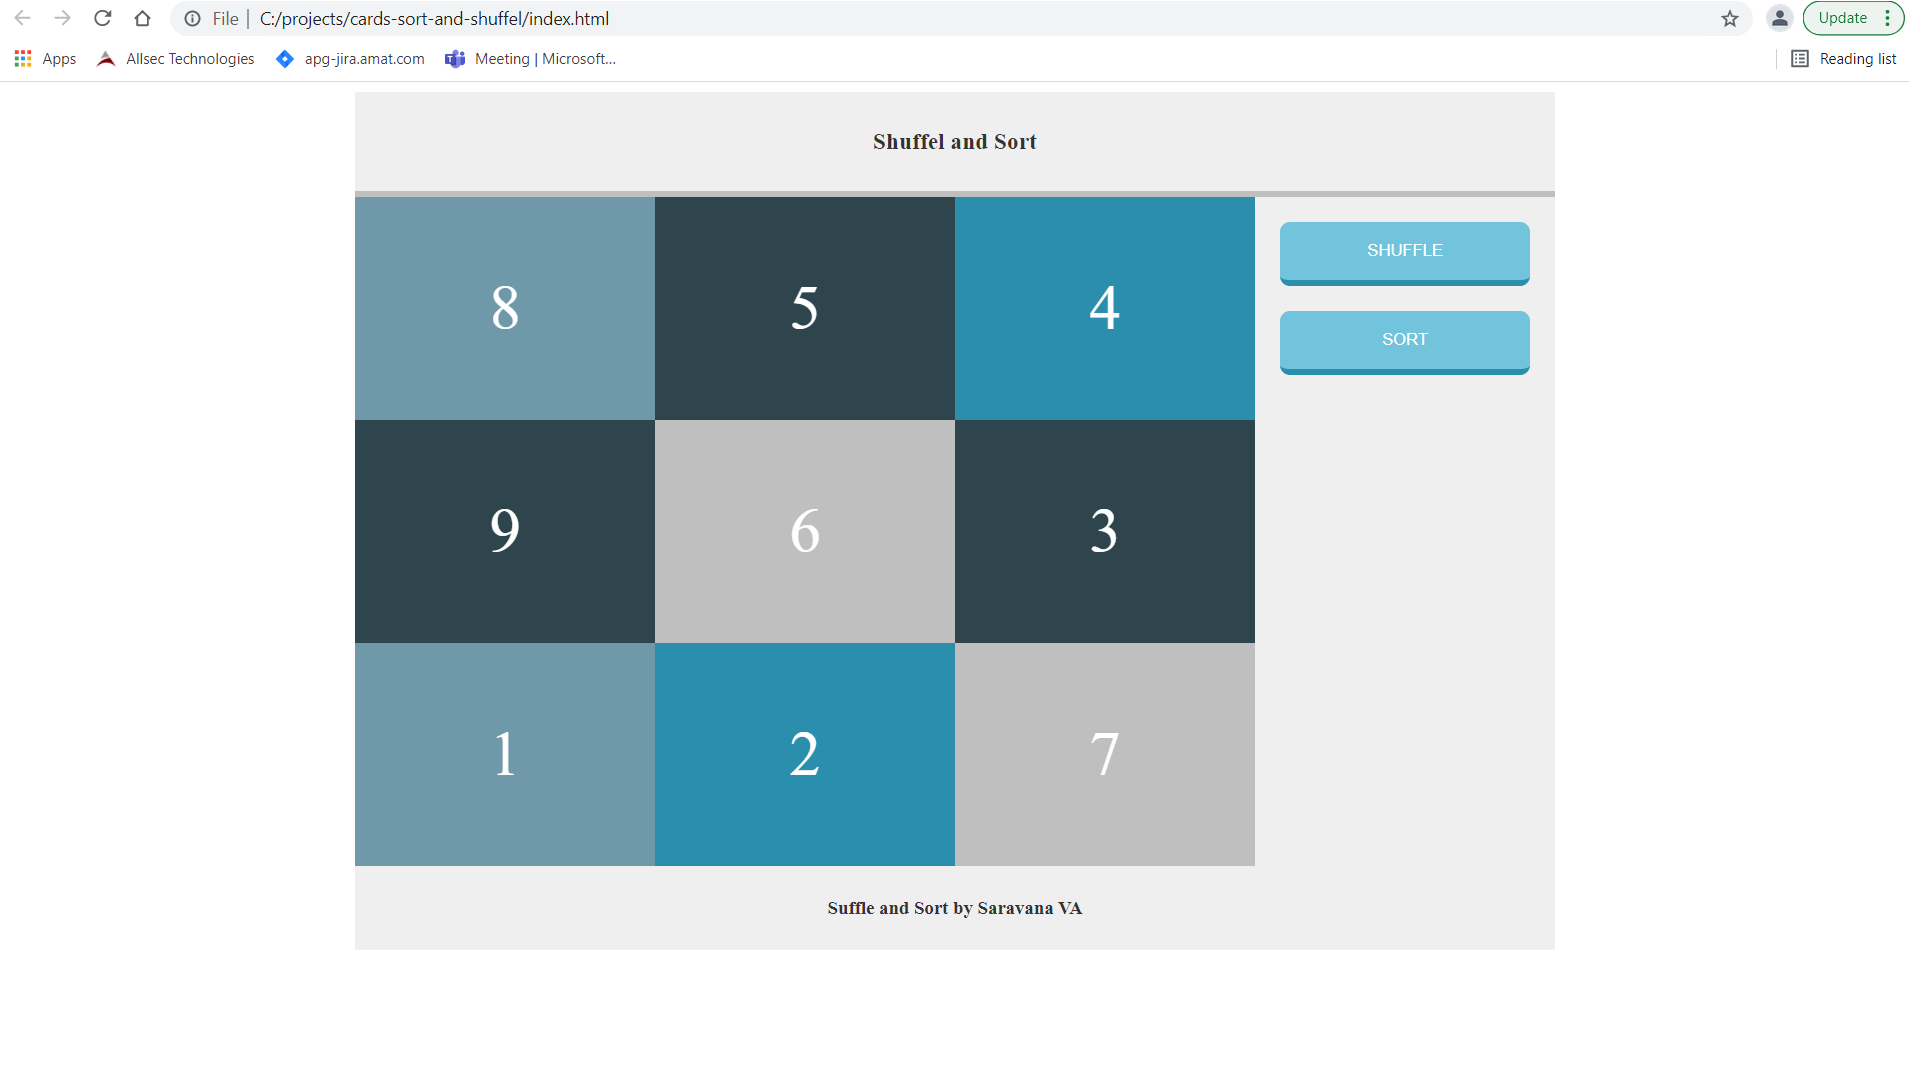 File C:/projects/cards-sort-and-shuffel/index.html Update
Apps Allsec Technologies apg-jira.amat.com Meeting | Microsoft... Reading list
Shuffel and Sort
8 5 4
SHUFFLE
SORT
9 6 3
1 2 7
Suffle and Sort by Saravana VA